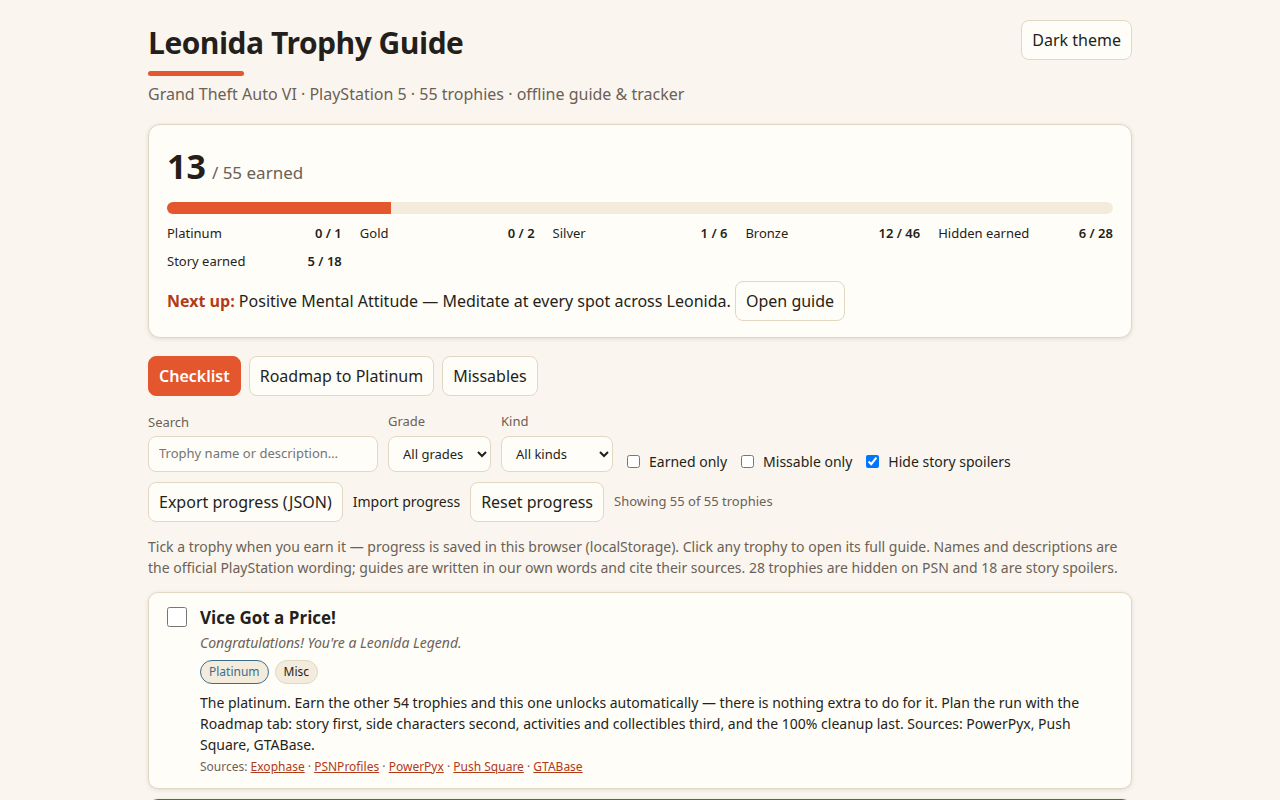 Leonida Trophy Guide
Dark theme
Grand Theft Auto VI · PlayStation 5 · 55 trophies · offline guide & tracker
13 / 55 earned
Platinum 0 / 1 Gold 0 / 2 Silver 1 / 6 Bronze 12 / 46 Hidden earned 6 / 28
Story earned 5 / 18
Next up: Positive Mental Attitude — Meditate at every spot across Leonida. Open guide
Checklist Roadmap to Platinum Missables
Search Grade Kind
Trophy name or description... All grades All kinds Earned only Missable only Hide story spoilers
Export progress (JSON) Import progress Reset progress Showing 55 of 55 trophies
Tick a trophy when you earn it — progress is saved in this browser (localStorage). Click any trophy to open its full guide. Names and descriptions are
the official PlayStation wording; guides are written in our own words and cite their sources. 28 trophies are hidden on PSN and 18 are story spoilers.
Vice Got a Price!
Congratulations! You're a Leonida Legend.
Platinum Misc
The platinum. Earn the other 54 trophies and this one unlocks automatically — there is nothing extra to do for it. Plan the run with the
Roadmap tab: story first, side characters second, activities and collectibles third, and the 100% cleanup last. Sources: PowerPyx, Push
Square, GTABase.
Sources: Exophase · PSNProfiles · PowerPyx · Push Square · GTABase